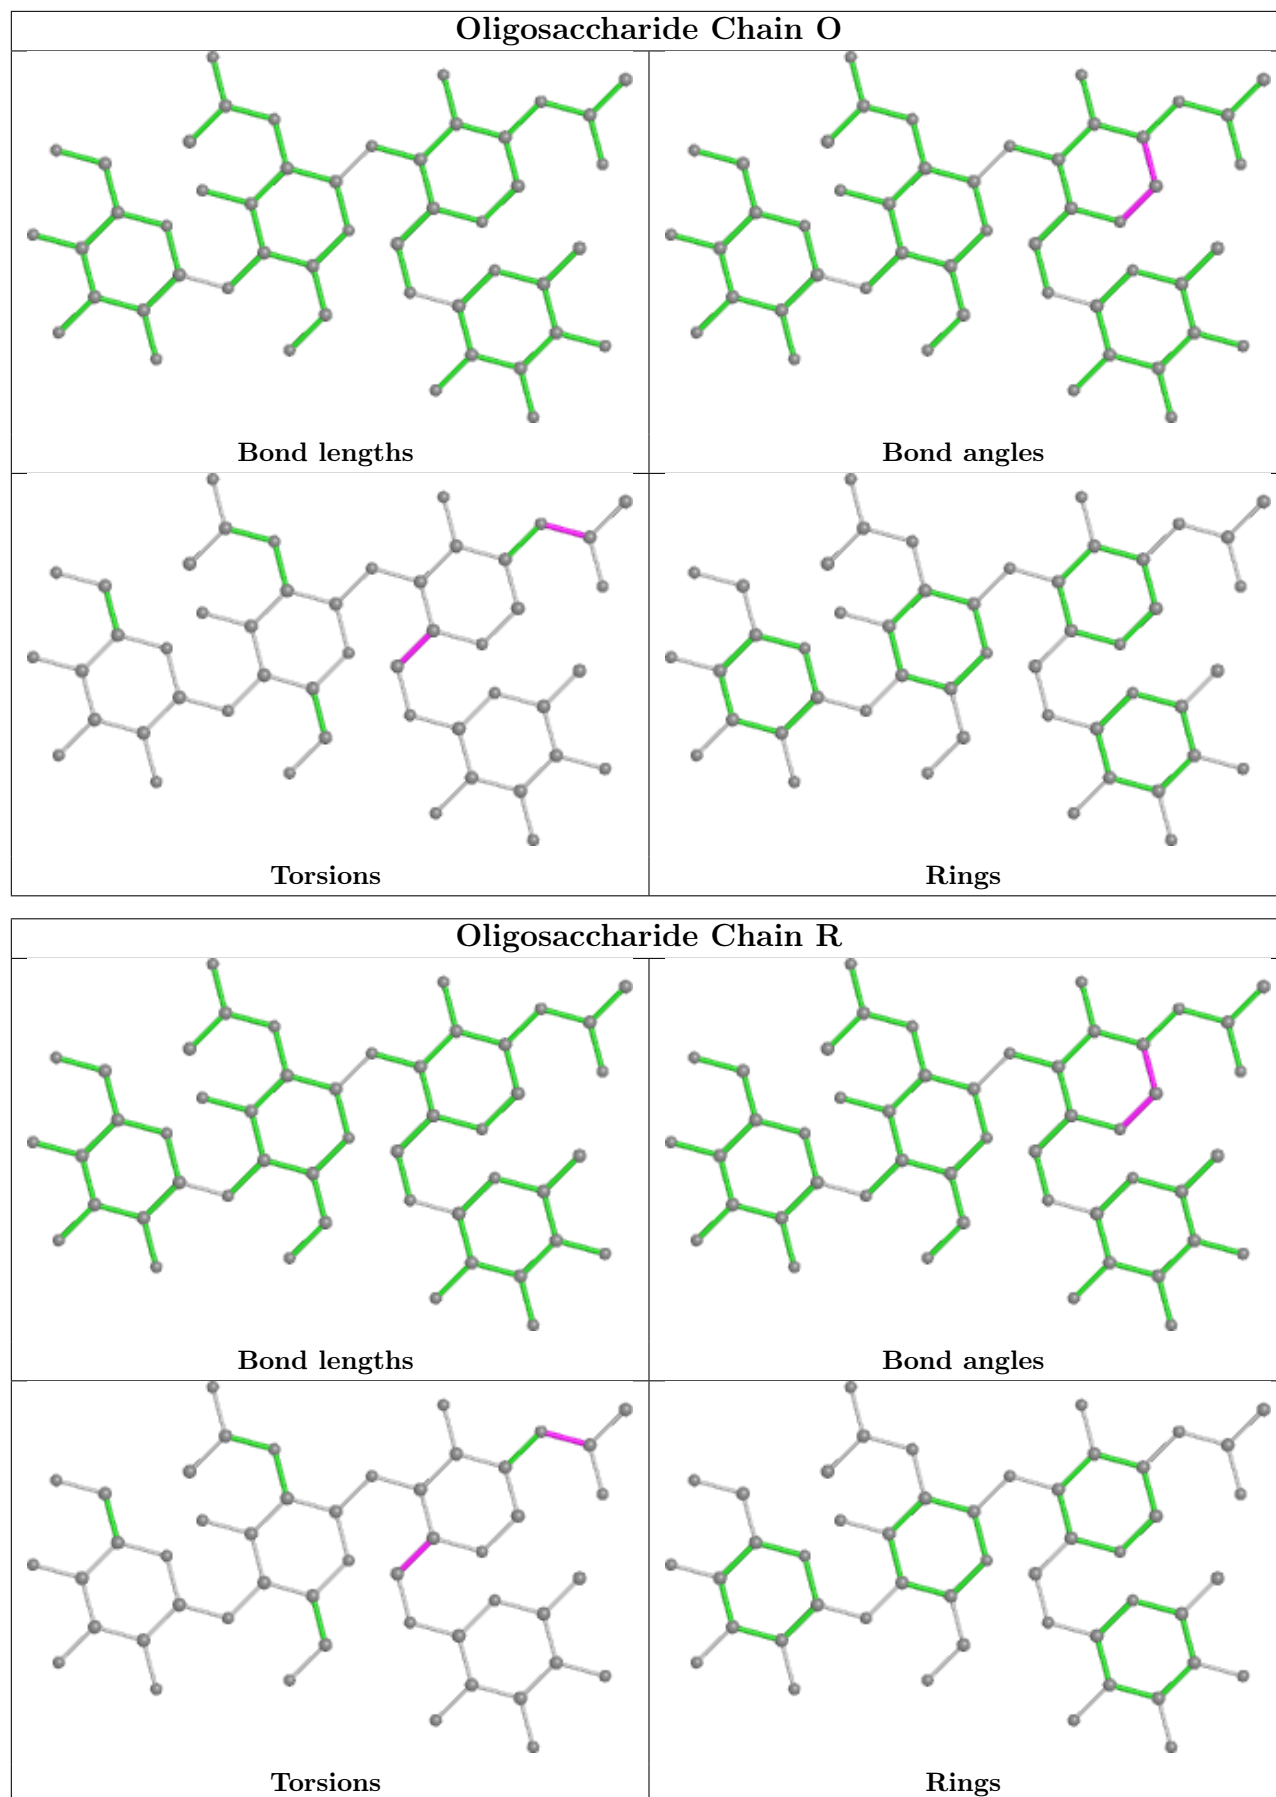 Oligosaccharide Chain O
Bond lengths
Bond angles
Torsions
Rings
Oligosaccharide Chain R
Bond lengths
Bond angles
Torsions
Rings